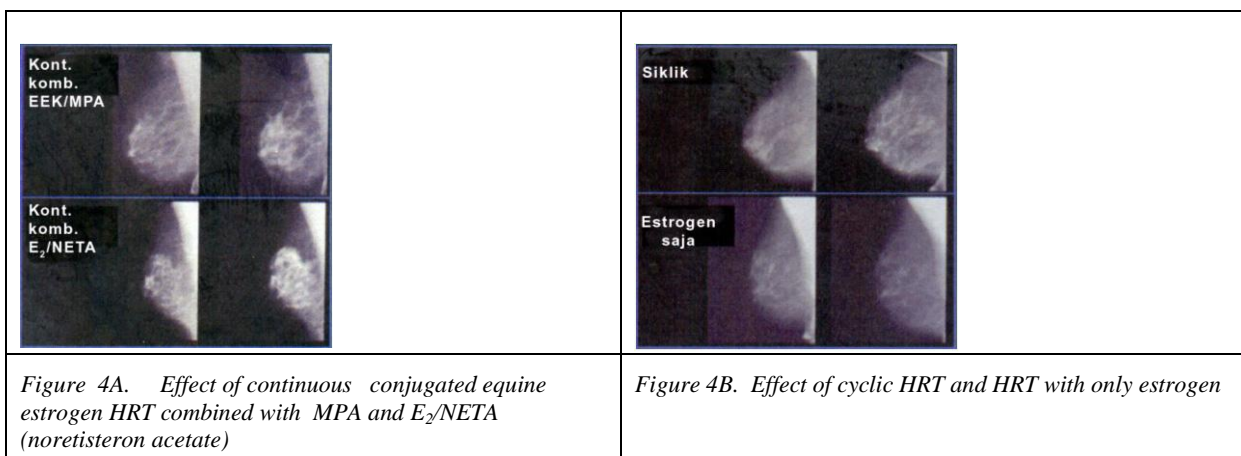 Kont.
komb.
EEK/MPA
Kont.
komb.
E₂/NETA
Siklik
Estrogen
saja
Figure 4A. Effect of continuous conjugated equine
estrogen HRT combined with MPA and E₂/NETA
(noretisteron acetate)
Figure 4B. Effect of cyclic HRT and HRT with only estrogen